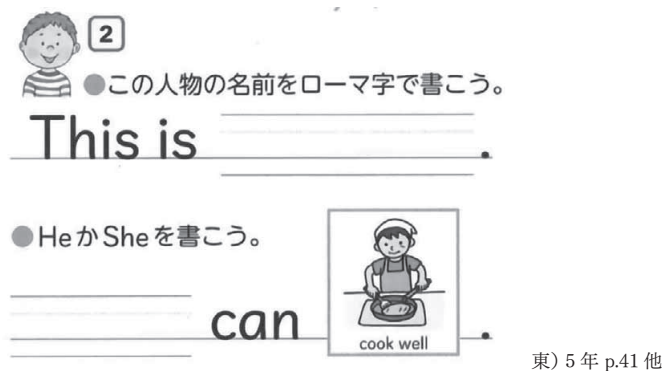 2
●この人物の名前をローマ字で書こう。
This is .
●HeかSheを書こう。
can .
cook well
東）5年 p.41 他